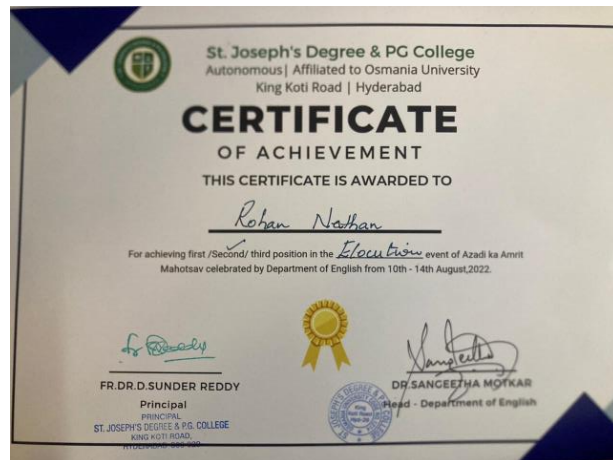 St. Joseph's Degree & PG College
Autonomous| Affiliated to Osmania University
King Koti Road | Hyderabad
CERTIFICATE
OF ACHIEVEMENT
THIS CERTIFICATE IS AWARDED TO
Rohan Nathan
For achieving first /Second/ third position in the Elocution event of Azadi ka Amrit
Mahotsav celebrated by Department of English from 10th - 14th August,2022.
FR.DR.D.SUNDER REDDY
Principal
PRINCIPAL
ST. JOSEPH'S DEGREE & P.G. COLLEGE
KING KOTI ROAD,
DR.SANGEETHA MOTKAR
Head - Department of English